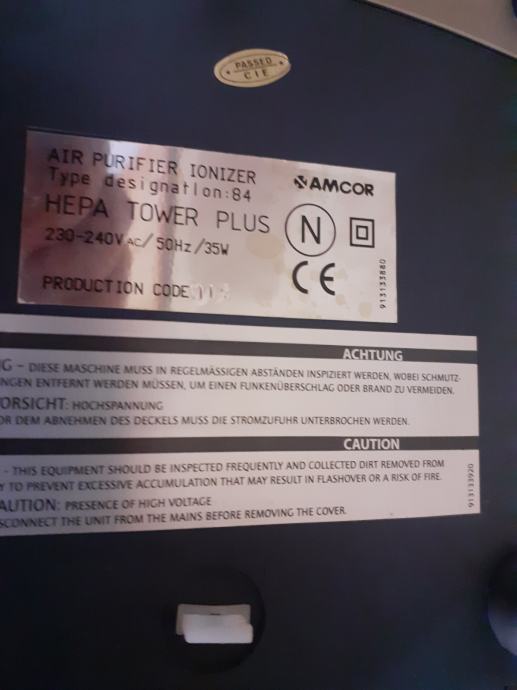 PASSED
CIE
AIR PURIFIER IONIZER
Type designation:84
AMCOR
HEPA TOWER PLUS
N
230-240V AC/ 50Hz /35W
CE
PRODUCTION CODE
913133880
ACHTUNG
G – DIESE MASCHINE MUSS IN REGELMÄSSIGEN ABSTÄNDEN INSPIZIERT WERDEN, WOBEI SCHMUTZ-
NGEN ENTFERNT WERDEN MÜSSEN, UM EINEN FUNKENÜBERSCHLAG ODER BRAND ZU VERMEIDEN.
ORSICHT: HOCHSPANNUNG
OR DEM ABNEHMEN DES DECKELS MUSS DIE STROMZUFUHR UNTERBROCHEN WERDEN.
CAUTION
- THIS EQUIPMENT SHOULD BE INSPECTED FREQUENTLY AND COLLECTED DIRT REMOVED FROM
Y TO PREVENT EXCESSIVE ACCUMULATION THAT MAY RESULT IN FLASHOVER OR A RISK OF FIRE.
AUTION: PRESENCE OF HIGH VOLTAGE
SCONNECT THE UNIT FROM THE MAINS BEFORE REMOVING THE COVER.
913133920